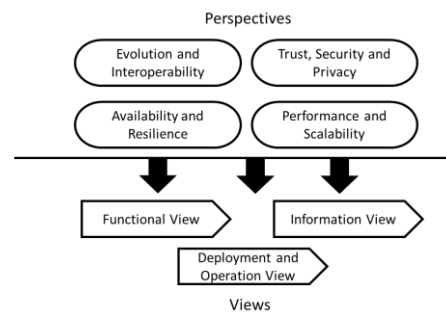 Perspectives
Evolution and
Interoperability
Trust, Security and
Privacy
Availability and
Resilience
Performance and
Scalability
Functional View
Information View
Deployment and
Operation View
Views